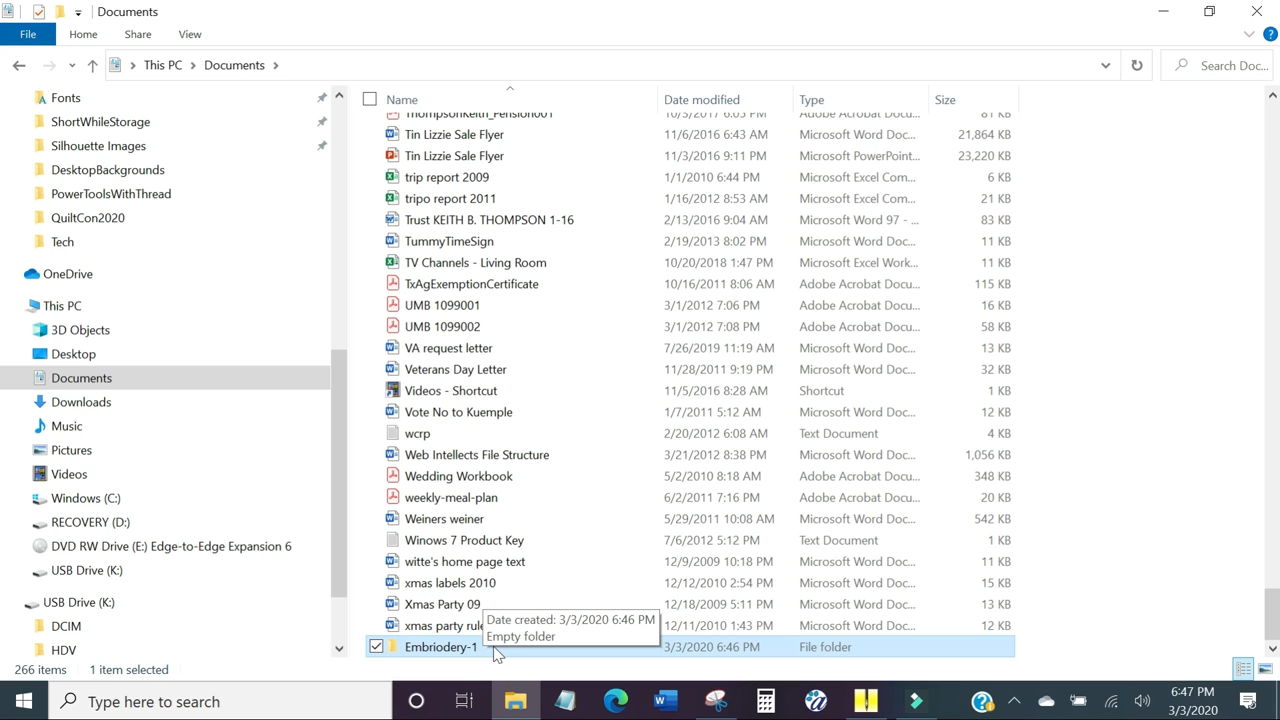 Documents
File Home Share View
This PC Documents Search Doc...
Name Date modified Type Size
Fonts
ShortWhileStorage
Silhouette Images
DesktopBackgrounds
PowerToolsWithThread
QuiltCon2020
Tech
OneDrive
This PC
3D Objects
Desktop
Documents
Downloads
Music
Pictures
Videos
Windows (C:)
RECOVERY (D:)
DVD RW Drive (E:) Edge-to-Edge Expansion 6
USB Drive (K:)
USB Drive (K:)
DCIM
HDV
ThompsonKeith_Pension001 10/3/2017 6:03 PM Adobe Acrobat Docu... 81 KB
Tin Lizzie Sale Flyer 11/6/2016 6:43 AM Microsoft Word Doc... 21,864 KB
Tin Lizzie Sale Flyer 11/3/2016 9:11 PM Microsoft PowerPoint... 23,220 KB
trip report 2009 1/1/2010 6:44 PM Microsoft Excel Com... 6 KB
tripo report 2011 1/16/2012 8:53 AM Microsoft Excel Com... 21 KB
Trust KEITH B. THOMPSON 1-16 2/13/2016 9:04 AM Microsoft Word 97 - ... 83 KB
TummyTimeSign 2/19/2013 8:02 PM Microsoft Word Doc... 11 KB
TV Channels - Living Room 10/20/2018 1:47 PM Microsoft Excel Work... 11 KB
TxAgExemptionCertificate 10/16/2011 8:06 AM Adobe Acrobat Docu... 115 KB
UMB 1099001 3/1/2012 7:06 PM Adobe Acrobat Docu... 16 KB
UMB 1099002 3/1/2012 7:08 PM Adobe Acrobat Docu... 58 KB
VA request letter 7/26/2019 11:19 AM Microsoft Word Doc... 13 KB
Veterans Day Letter 11/28/2011 9:19 PM Microsoft Word Doc... 32 KB
Videos - Shortcut 11/5/2016 8:28 AM Shortcut 1 KB
Vote No to Kuemple 1/7/2011 5:12 AM Microsoft Word Doc... 12 KB
wcrp 2/20/2012 6:08 AM Text Document 4 KB
Web Intellects File Structure 3/21/2012 8:38 PM Microsoft Word Doc... 1,056 KB
Wedding Workbook 5/2/2010 8:18 AM Adobe Acrobat Docu... 348 KB
weekly-meal-plan 6/2/2011 7:16 PM Adobe Acrobat Docu... 20 KB
Weiners weiner 5/29/2011 10:08 AM Microsoft Word Doc... 542 KB
Winows 7 Product Key 7/6/2012 5:12 PM Text Document 1 KB
witte's home page text 12/9/2009 10:18 PM Microsoft Word Doc... 11 KB
xmas labels 2010 12/12/2010 2:54 PM Microsoft Word Doc... 15 KB
Xmas Party 09 12/18/2009 5:11 PM Microsoft Word Doc... 13 KB
xmas party rule 12/11/2010 1:43 PM Microsoft Word Doc... 12 KB
Embriodery-1 3/3/2020 6:46 PM File folder
Date created: 3/3/2020 6:46 PM
Empty folder
266 items 1 item selected
Type here to search
6:47 PM
3/3/2020